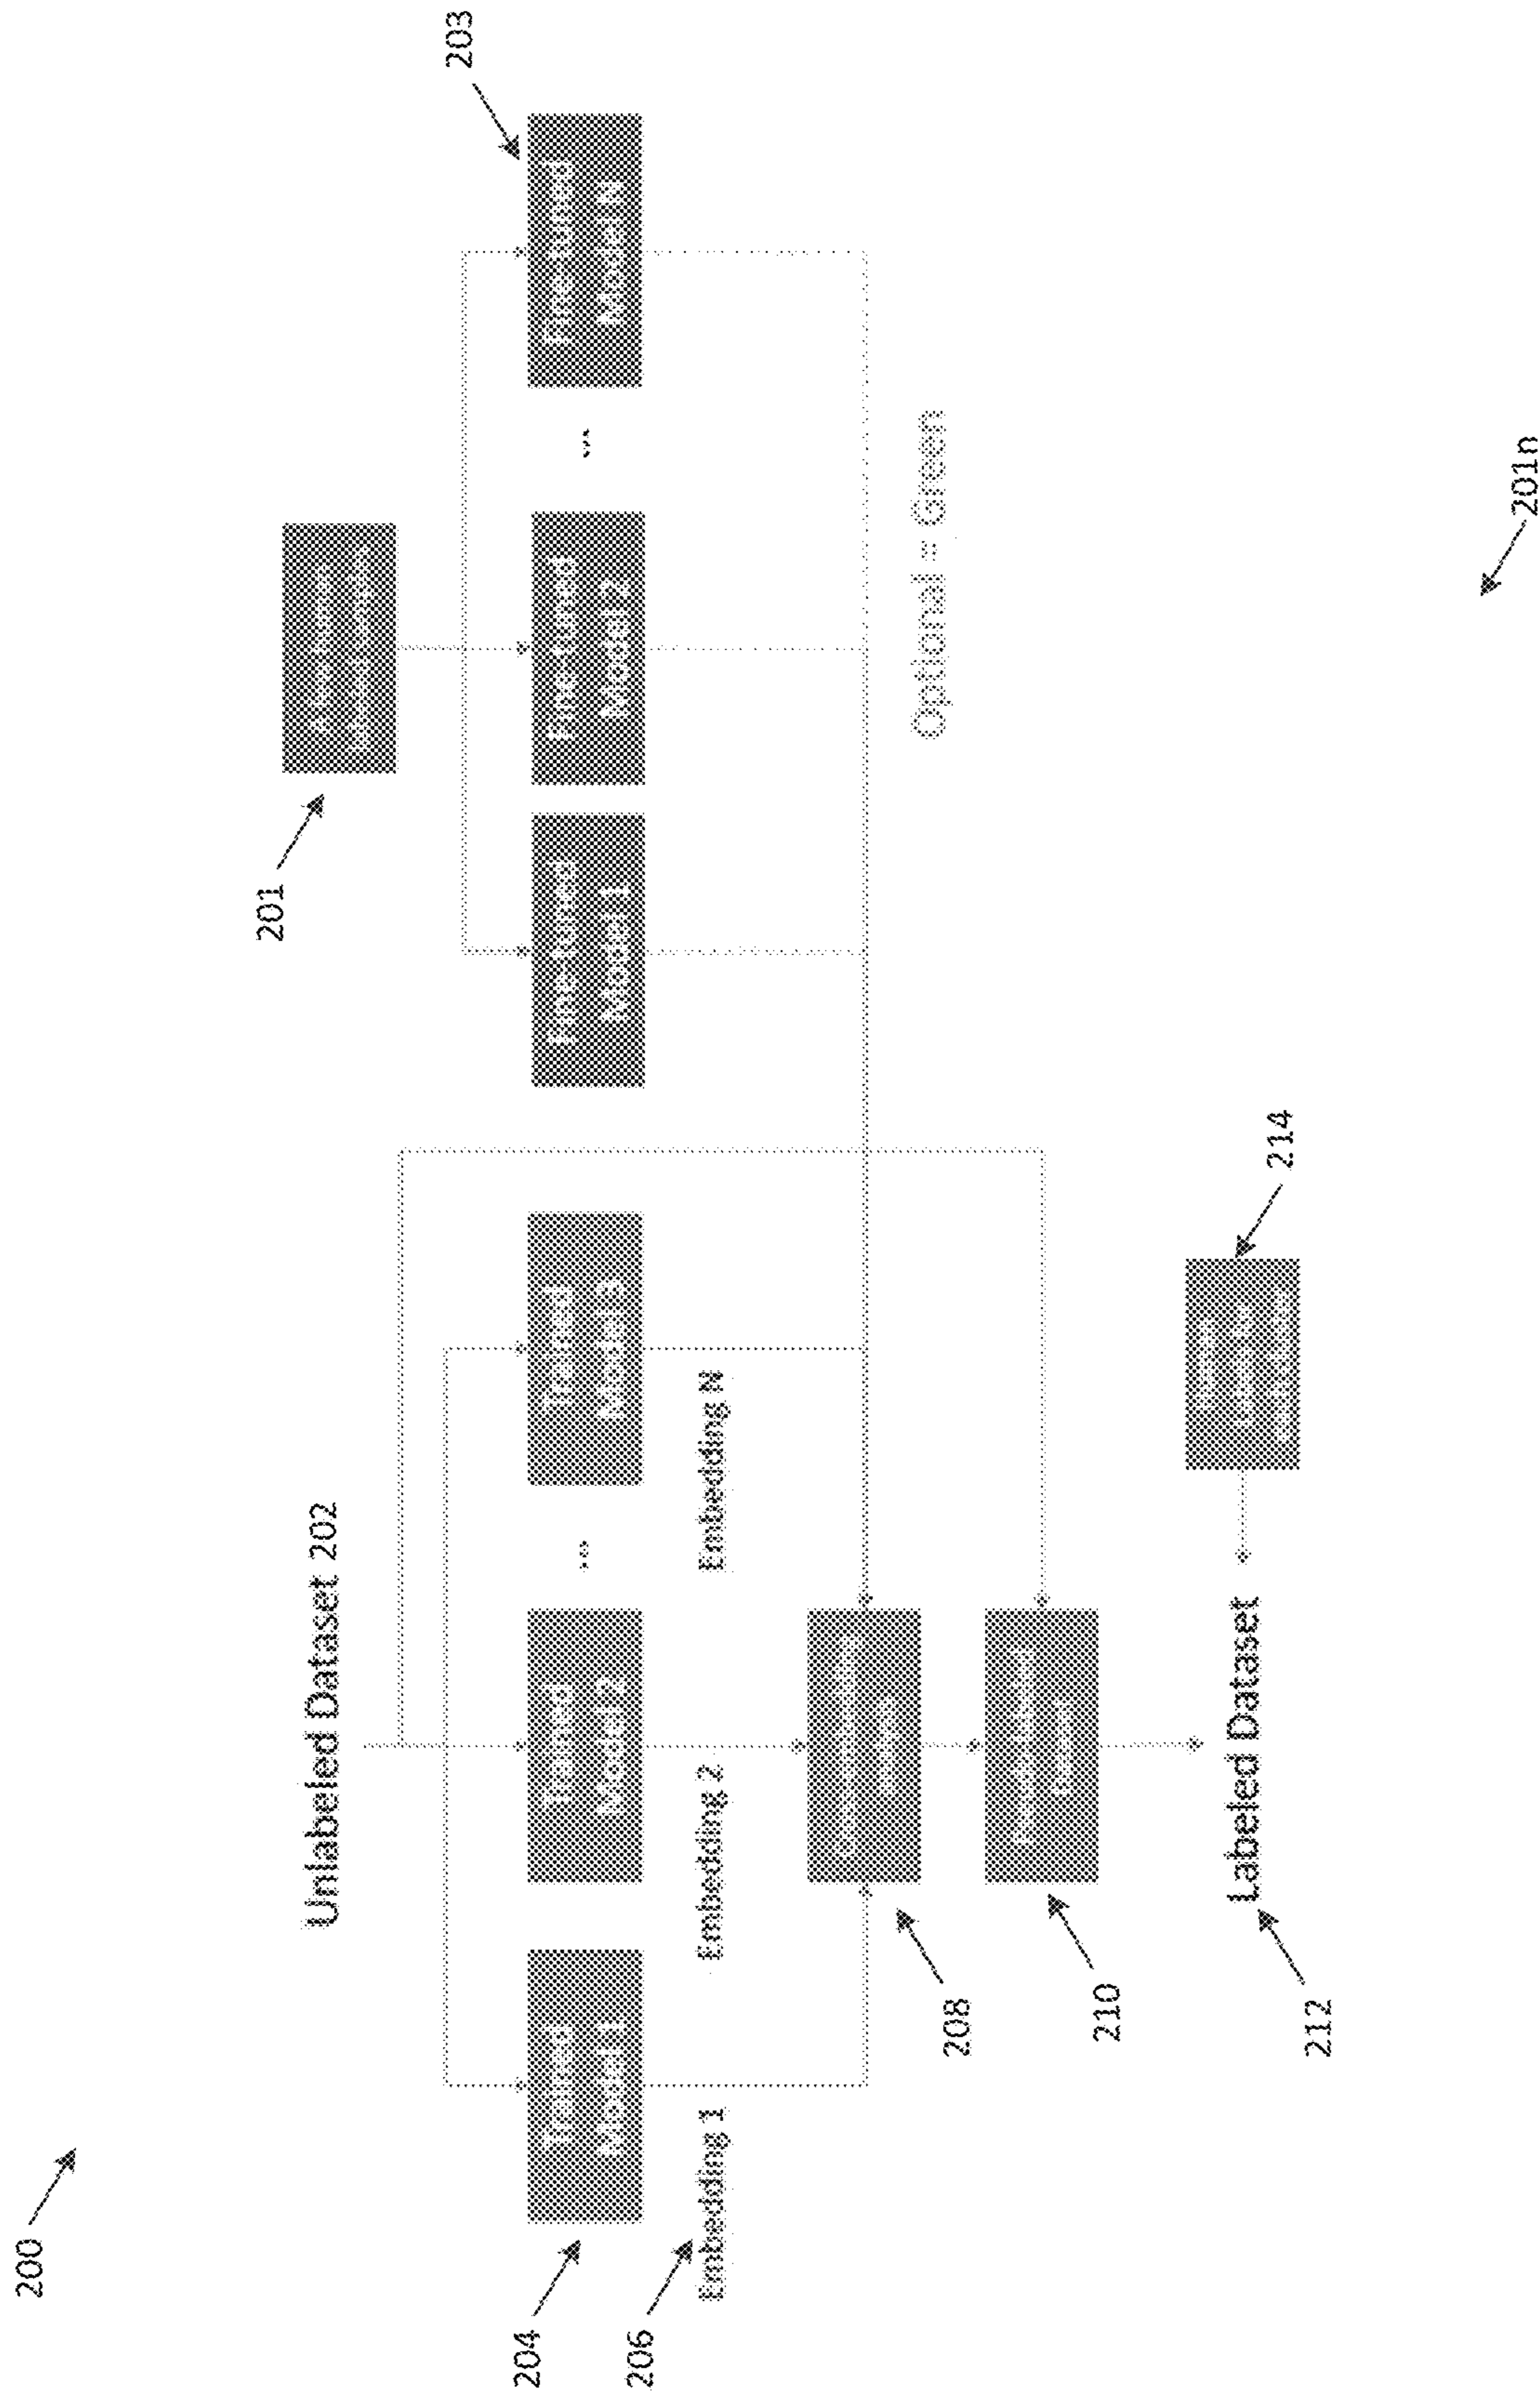 200
Unlabeled Dataset 202
201
A few human
203
204
Trained
Model 1
Trained
Model 2
...
Trained
Model 3
Fine tuned
Model 1
Fine tuned
Model 2
...
Fine tuned
Model N
206
Embedding 1
Embedding 2
Embedding N
208
Optional = Green
210
212
Labeled Dataset
214
201n